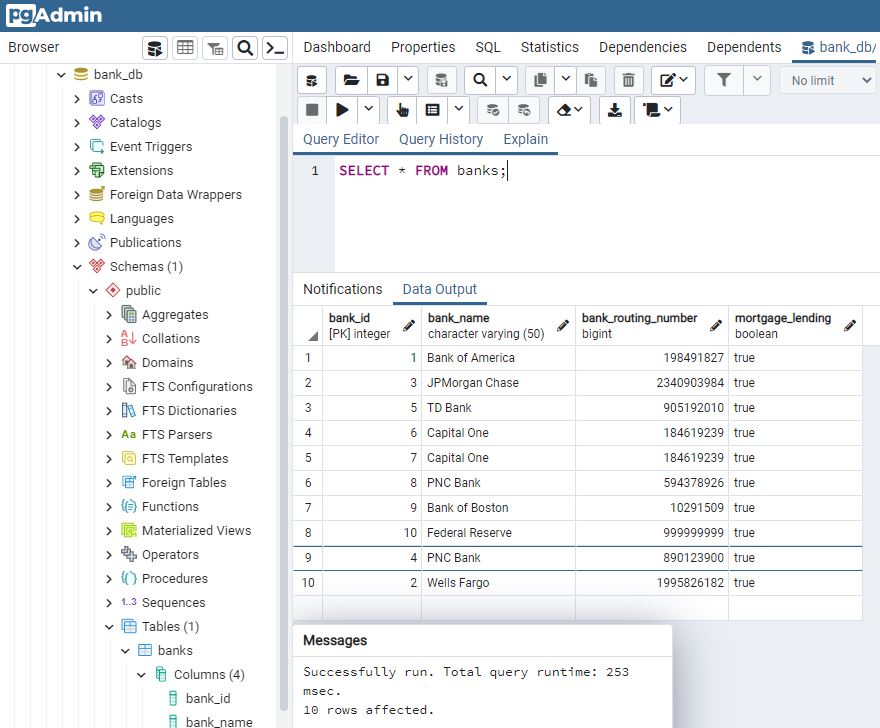 pgAdmin
Browser
Dashboard Properties SQL Statistics Dependencies Dependents bank_db/
bank_db
Casts
Catalogs
Event Triggers
Extensions
Foreign Data Wrappers
Languages
Publications
Schemas (1)
public
Aggregates
Collations
Domains
FTS Configurations
FTS Dictionaries
Aa FTS Parsers
FTS Templates
Foreign Tables
Functions
Materialized Views
Operators
Procedures
1..3 Sequences
Tables (1)
banks
Columns (4)
bank_id
bank_name
No limit
Query Editor Query History Explain
1 SELECT * FROM banks;
Notifications Data Output
bank_id bank_name bank_routing_number mortgage_lending
[PK] integer character varying (50) bigint boolean
1 1 Bank of America 198491827 true
2 3 JPMorgan Chase 2340903984 true
3 5 TD Bank 905192010 true
4 6 Capital One 184619239 true
5 7 Capital One 184619239 true
6 8 PNC Bank 594378926 true
7 9 Bank of Boston 10291509 true
8 10 Federal Reserve 999999999 true
9 4 PNC Bank 890123900 true
10 2 Wells Fargo 1995826182 true
Messages
Successfully run. Total query runtime: 253
msec.
10 rows affected.